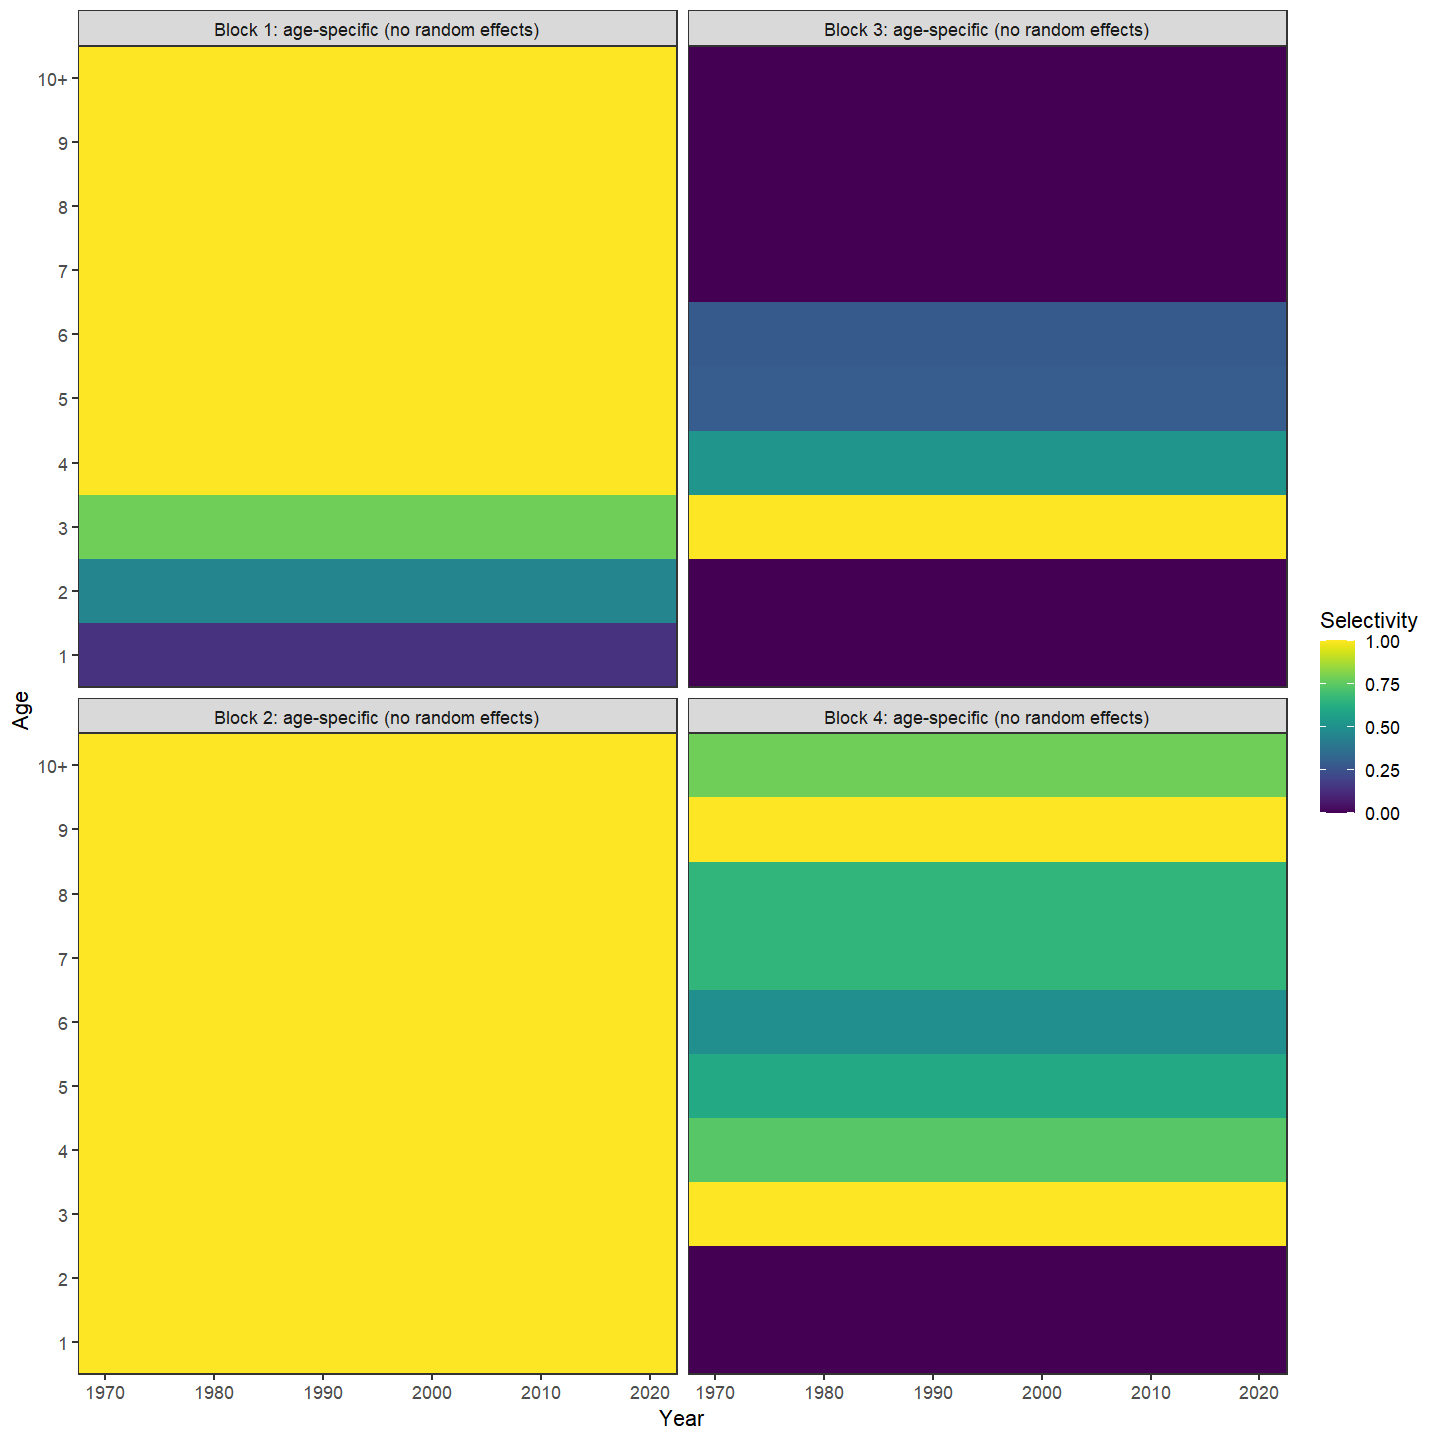 Block 1: age-specific (no random effects)
Block 3: age-specific (no random effects)
10+
9
8
7
6
5
4
3
2
1
Block 2: age-specific (no random effects)
Block 4: age-specific (no random effects)
10+
9
8
7
6
5
4
3
2
1
Age
1970 1980 1990 2000 2010 2020
1970 1980 1990 2000 2010 2020
Year
Selectivity
1.00
0.75
0.50
0.25
0.00